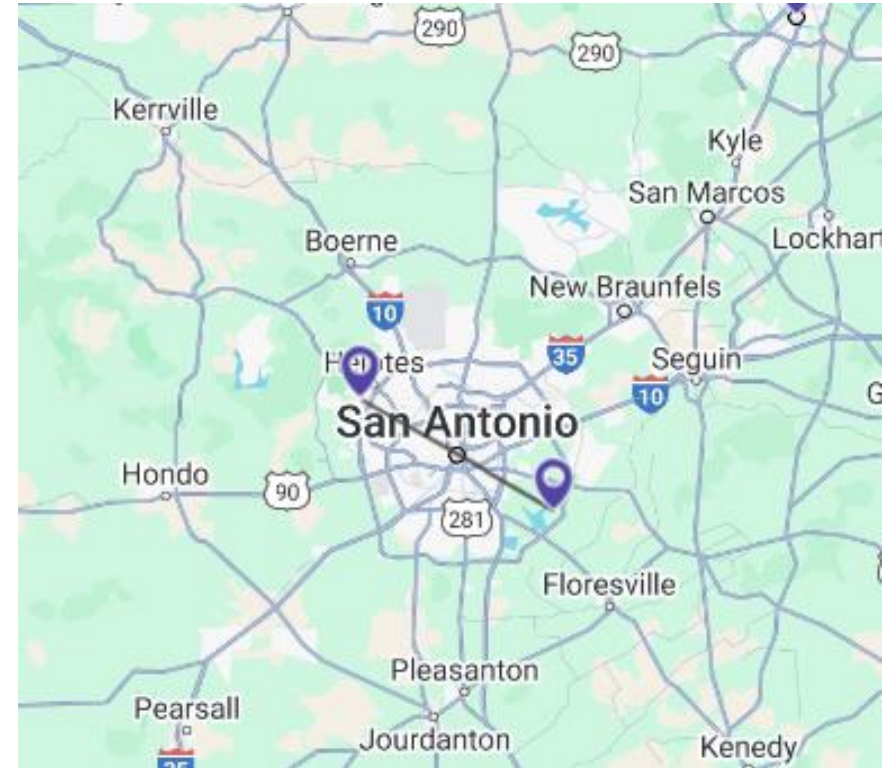 290
290
Kerrville
Kyle
San Marcos
Lockhart
Boerne
New Braunfels
10
35
Seguin
10
G
San Antonio
Hondo
90
281
Floresville
Pleasanton
Pearsall
Jourdanton
Kenedy
35